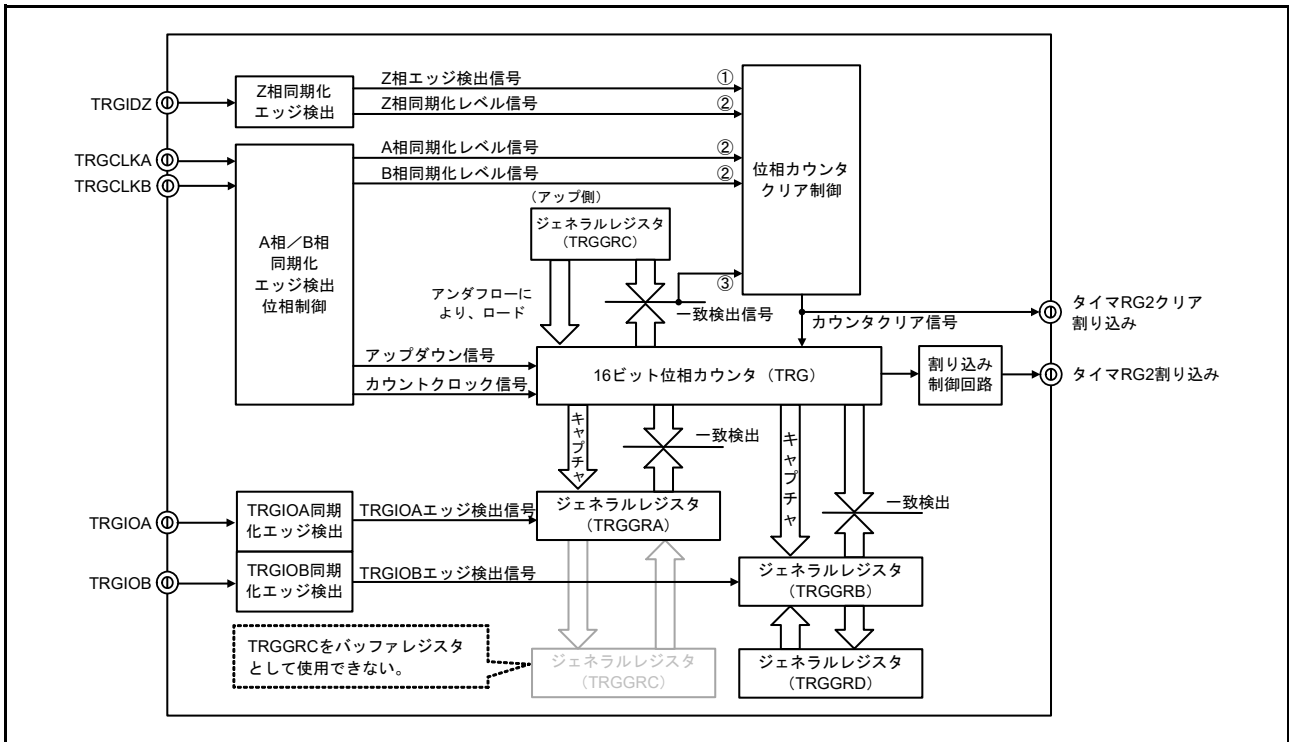 TRGIDZ
Z相同期化
エッジ検出
Z相エッジ検出信号
①
Z相同期化レベル信号
②
TRGCLKA
TRGCLKB
A相/B相
同期化
エッジ検出
位相制御
A相同期化レベル信号
②
B相同期化レベル信号
②
位相カウンタ
クリア制御
(アップ側)
ジェネラルレジスタ
(TRGGRC)
アンダフローに
より、ロード
③
一致検出信号
カウンタクリア信号
タイマRG2クリア
割り込み
アップダウン信号
カウントクロック信号
16ビット位相カウンタ(TRG)
割り込み
制御回路
タイマRG2割り込み
キャプチャ
一致検出
キャプチャ
一致検出
TRGIOA
TRGIOA同期
化エッジ検出
TRGIOAエッジ検出信号
ジェネラルレジスタ
(TRGGRA)
TRGIOB
TRGIOB同期
化エッジ検出
TRGIOBエッジ検出信号
ジェネラルレジスタ
(TRGGRB)
TRGGRCをバッファレジスタ
として使用できない。
ジェネラルレジスタ
(TRGGRC)
ジェネラルレジスタ
(TRGGRD)